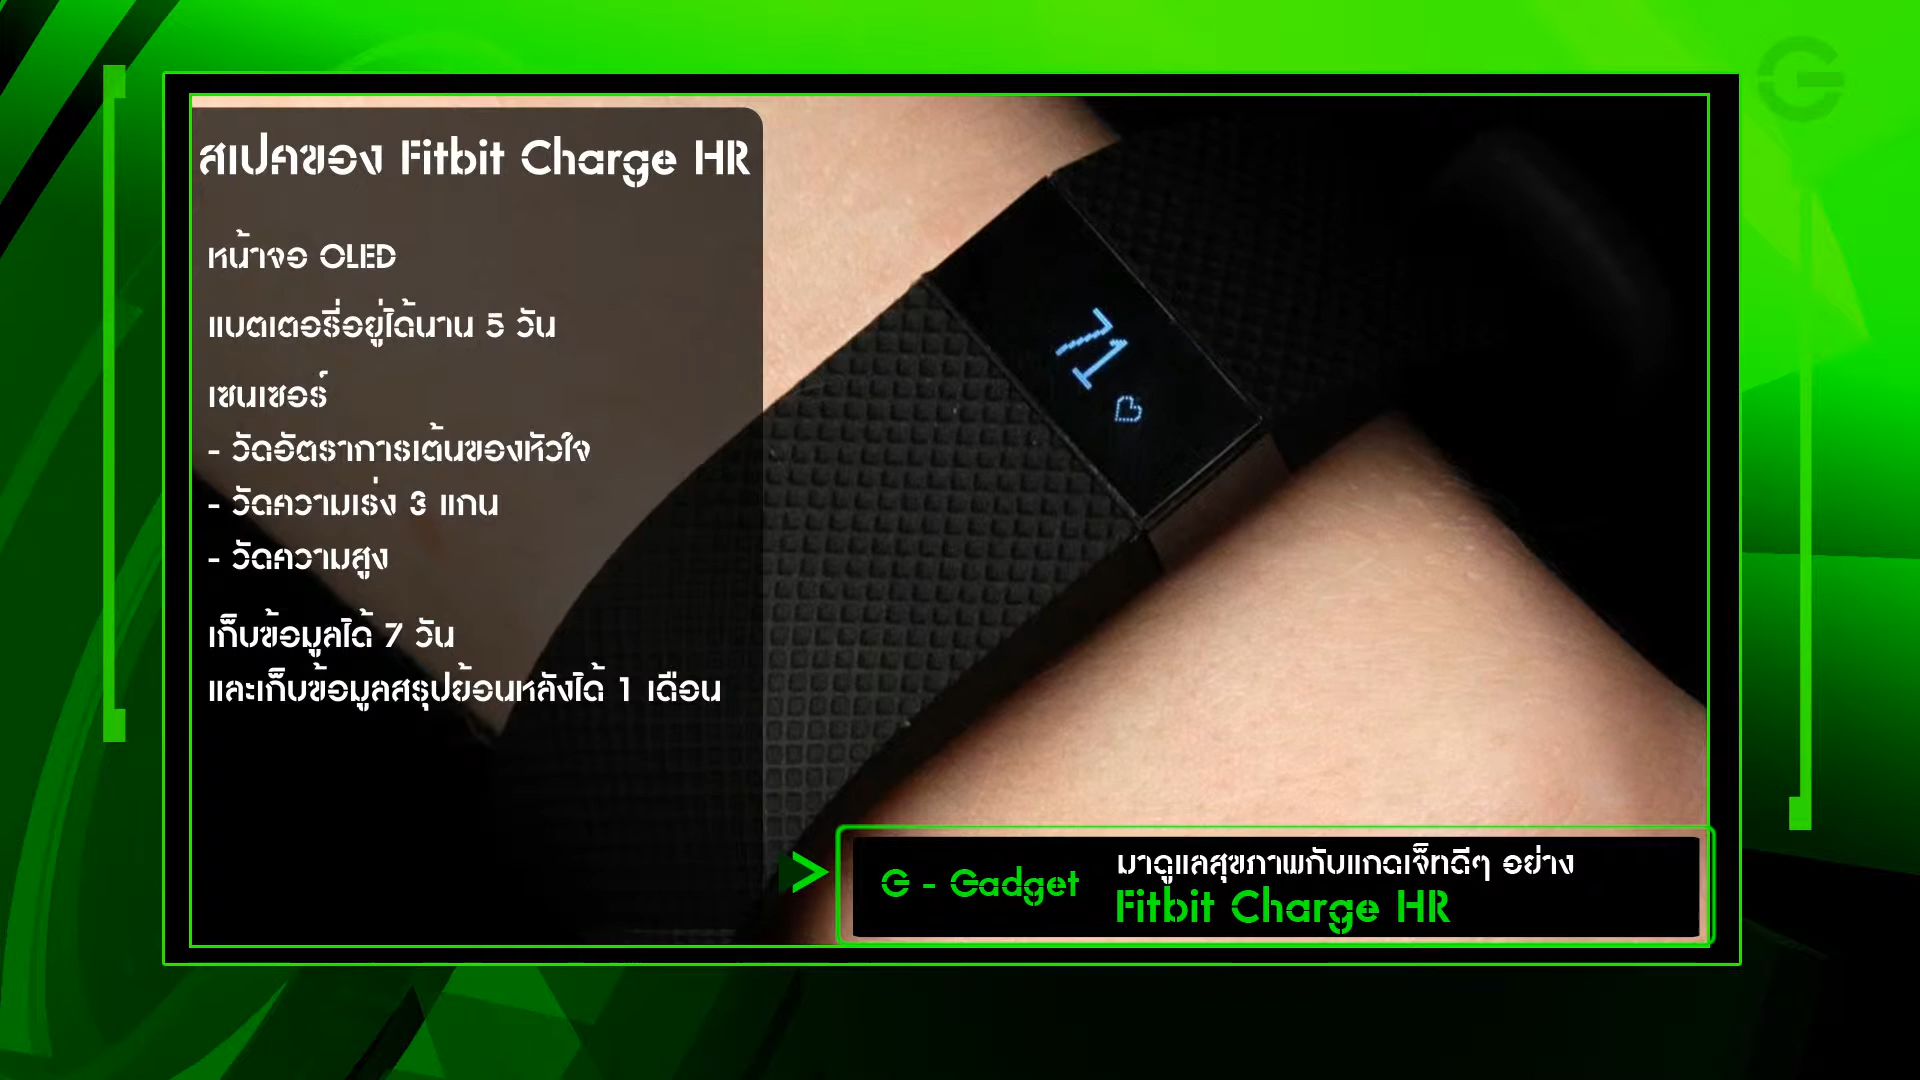 สเปคของ Fitbit Charge HR
หน้าจอ OLED
แบตเตอรี่อยู่ได้นาน 5 วัน
เซนเซอร์
- วัดอัตราการเต้นของหัวใจ
- วัดความเร่ง 3 แกน
- วัดความสูง
เก็บข้อมูลได้ 7 วัน
และเก็บข้อมูลสรุปย้อนหลังได้ 1 เดือน
71
G - Gadget
มาดูแลสุขภาพกับแกดเจ็ทดีๆ อย่าง
Fitbit Charge HR